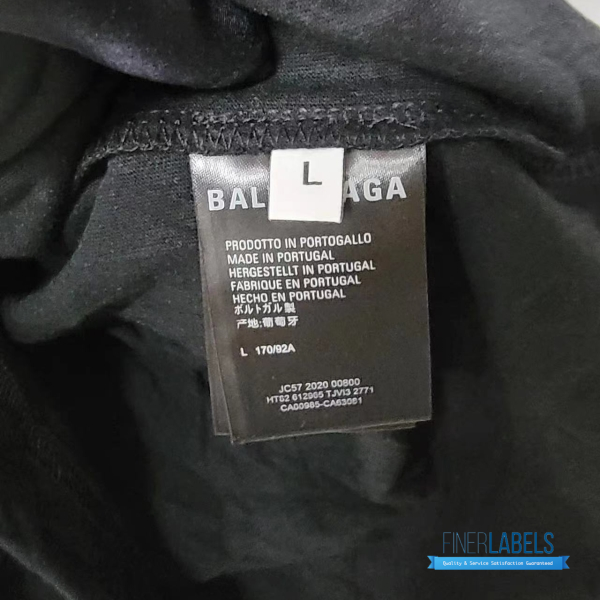 L
BAL AGA
PRODOTTO IN PORTOGALLO
MADE IN PORTUGAL
HERGESTELLT IN PORTUGAL
FABRIQUE EN PORTUGAL
HECHO EN PORTUGAL
ポルトガル製
产地:葡萄牙
L 170/92A
JC57 2020 00800
HT62 612965 TJVI3 2771
CA00985-CA53051
FINERLABELS
Quality & Service Satisfaction Guaranteed